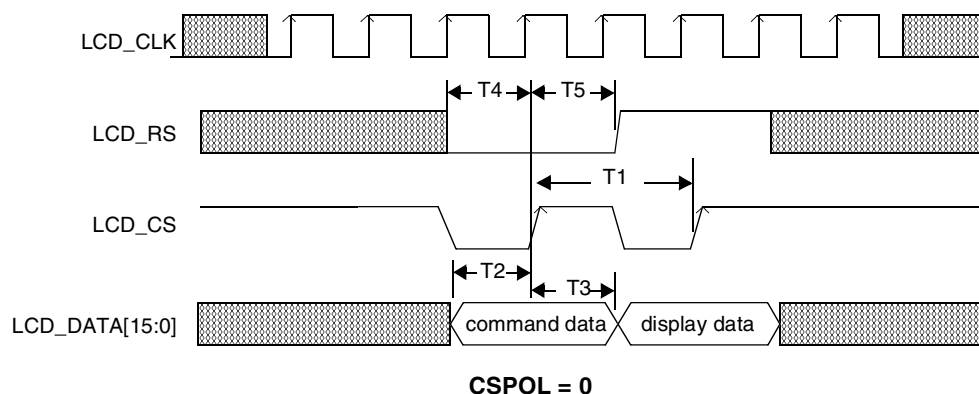 LCD_CLK
T4 T5
LCD_RS
T1
LCD_CS
T2
T3
LCD_DATA[15:0] command data display data
CSPOL = 0